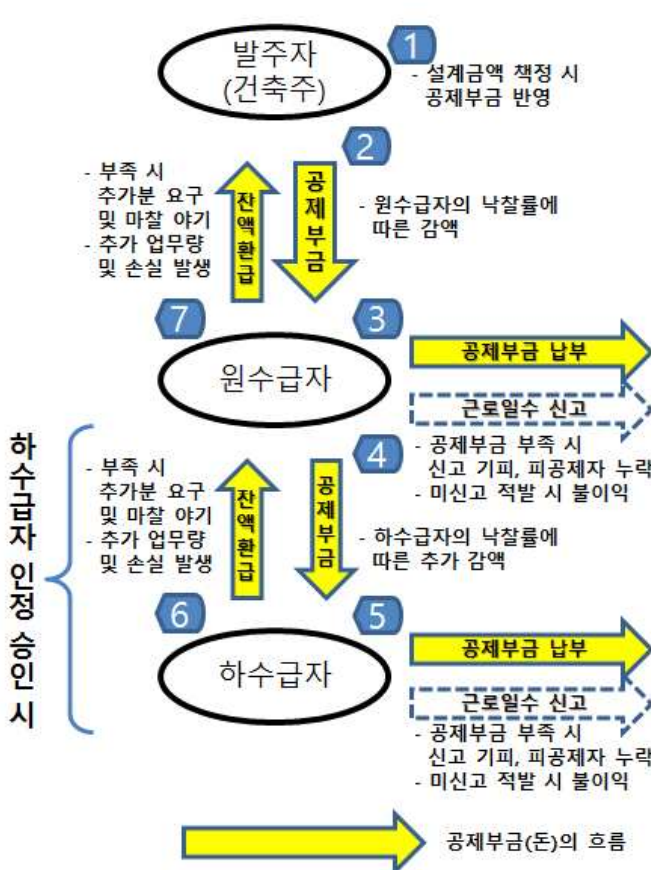 발주자
(건축주)
1
- 설계금액 책정 시
공제부금 반영
2
- 부족 시
추가분 요구
및 마찰 야기
- 추가 업무량
및 손실 발생
잔액환급
공제부금
- 원수급자의 낙찰률에
따른 감액
7
3
원수급자
공제부금 납부
근로일수 신고
4
- 공제부금 부족 시
신고 기피, 피공제자 누락
- 미신고 적발 시 불이익
하수급자 인정 승인 시
- 부족 시
추가분 요구
및 마찰 야기
- 추가 업무량
및 손실 발생
잔액환급
공제부금
- 하수급자의 낙찰률에
따른 추가 감액
6
5
하수급자
공제부금 납부
근로일수 신고
- 공제부금 부족 시
신고 기피, 피공제자 누락
- 미신고 적발 시 불이익
공제부금(돈)의 흐름